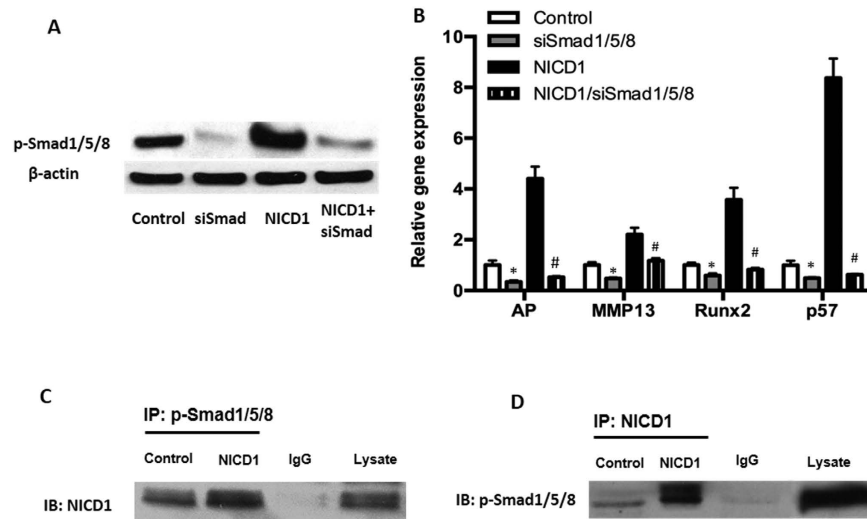 A
p-Smad1/5/8
β-actin
Control siSmad NICD1 NICD1+
siSmad
B
Control
siSmad1/5/8
NICD1
NICD1/siSmad1/5/8
Relative gene expression
10
8
6
4
2
0
* # * # * # * #
AP MMP13 Runx2 p57
C
IP: p-Smad1/5/8
Control NICD1 IgG Lysate
IB: NICD1
D
IP: NICD1
Control NICD1 IgG Lysate
IB: p-Smad1/5/8